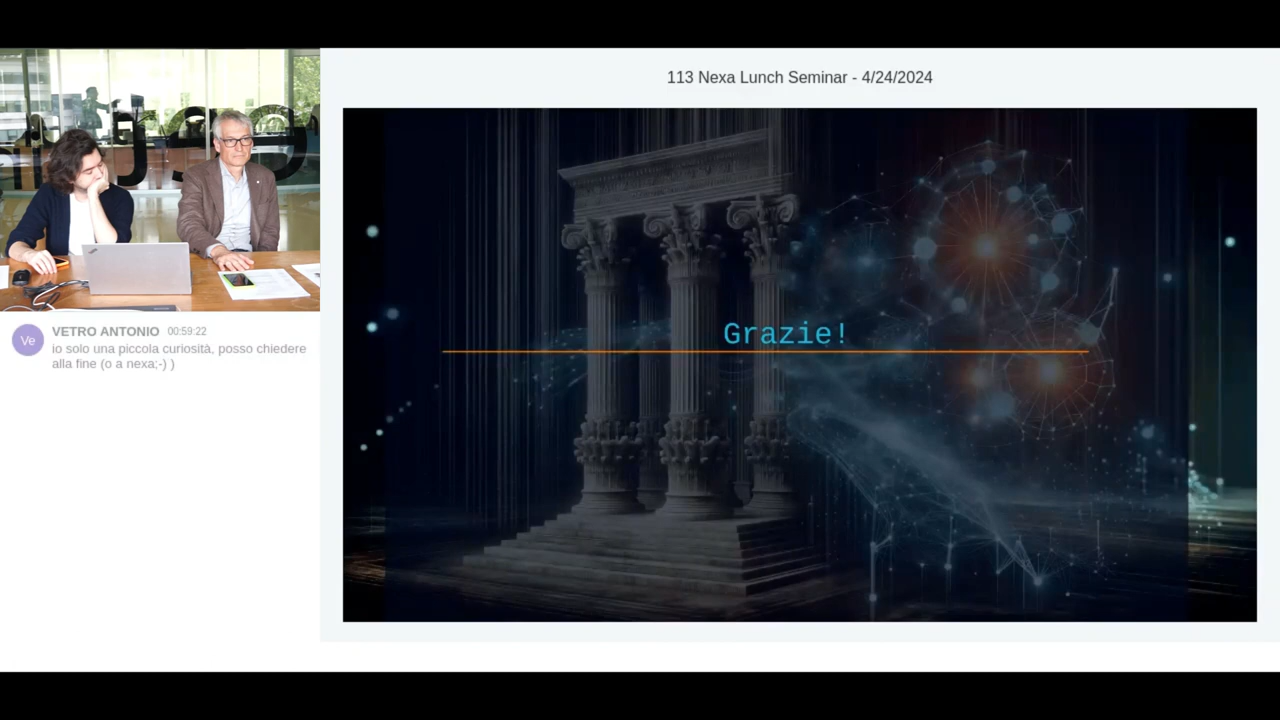 113 Nexa Lunch Seminar - 4/24/2024
Grazie!
Ve
VETRO ANTONIO 00:59:22
io solo una piccola curiosità, posso chiedere
alla fine (o a nexa;-) )